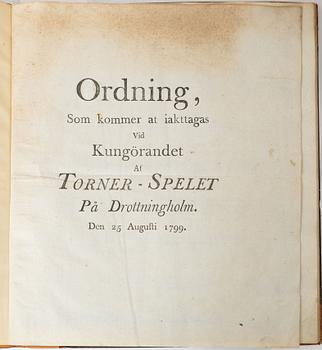 Ordning,
Som kommer at iakttagas
Vid
Kungörandet
Af
TORNER-SPELET
På Drottningholm.
Den 25 Augusti 1799.